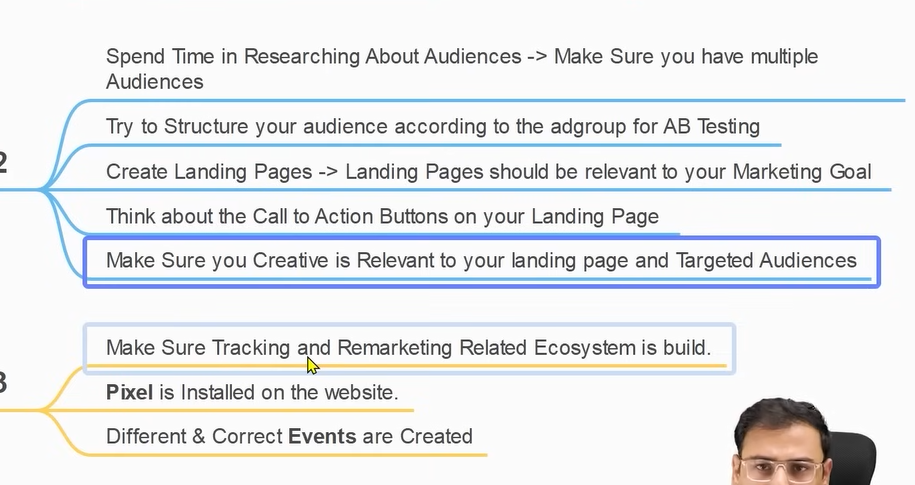 Spend Time in Researching About Audiences -> Make Sure you have multiple
Audiences
Try to Structure your audience according to the adgroup for AB Testing
2
Create Landing Pages -> Landing Pages should be relevant to your Marketing Goal
Think about the Call to Action Buttons on your Landing Page
Make Sure you Creative is Relevant to your landing page and Targeted Audiences
Make Sure Tracking and Remarketing Related Ecosystem is build.
3
Pixel is Installed on the website.
Different & Correct Events are Created